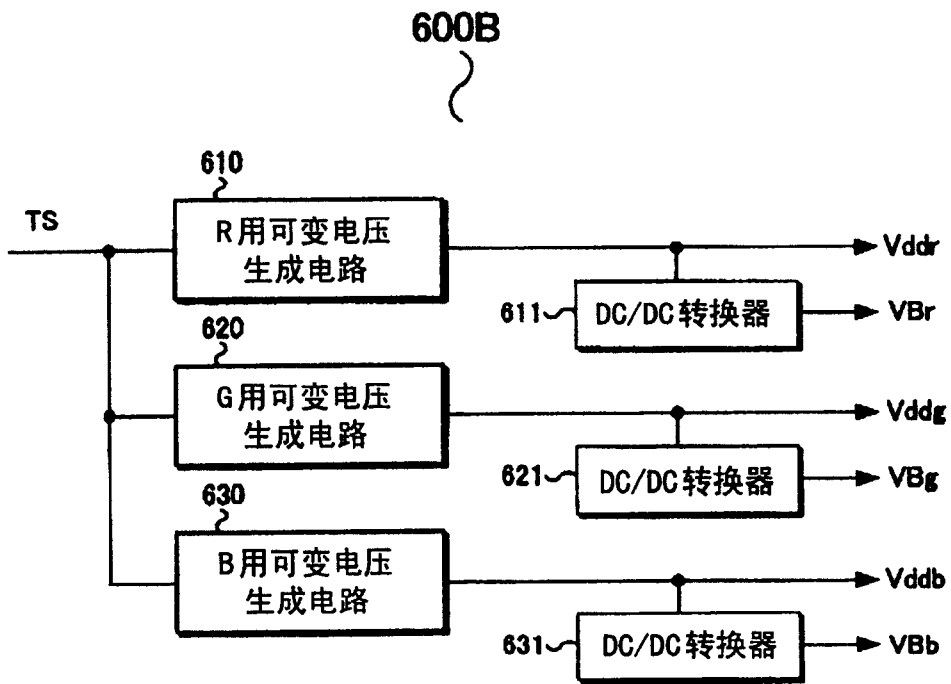 600B
610
TS
R用可变电压
生成电路
Vddr
611
DC/DC转换器
VBr
620
G用可变电压
生成电路
Vddg
621
DC/DC转换器
VBg
630
B用可变电压
生成电路
Vddb
631
DC/DC转换器
VBb